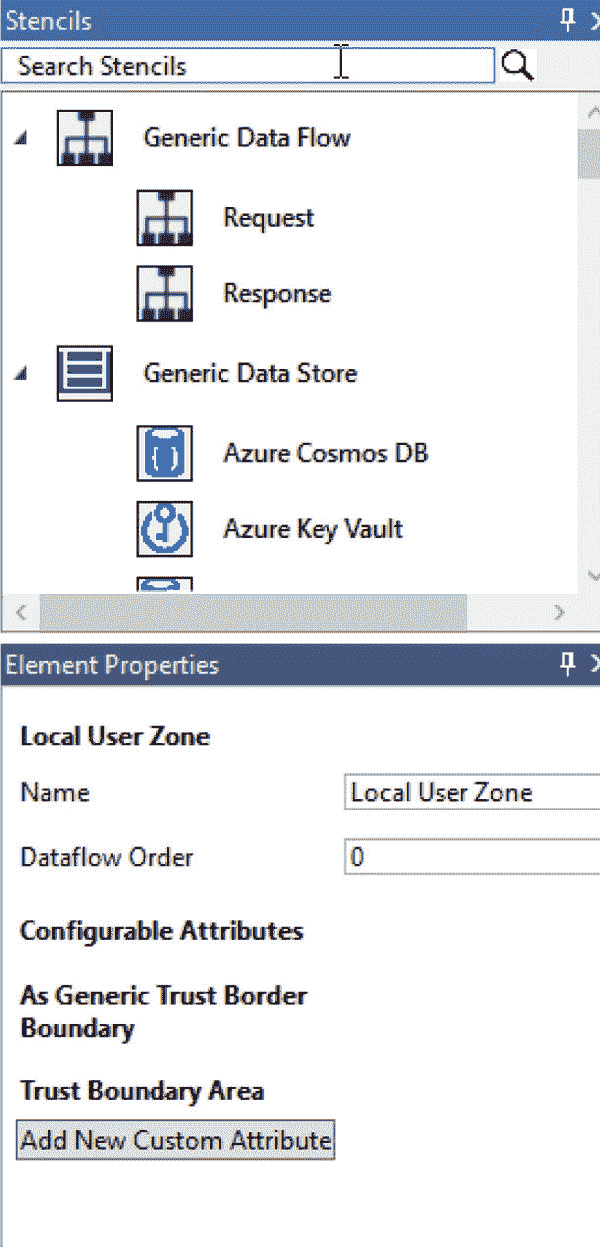 Stencils
Search Stencils
Generic Data Flow
Request
Response
Generic Data Store
Azure Cosmos DB
Azure Key Vault
Element Properties
Local User Zone
Name Local User Zone
Dataflow Order 0
Configurable Attributes
As Generic Trust Border
Boundary
Trust Boundary Area
Add New Custom Attribute